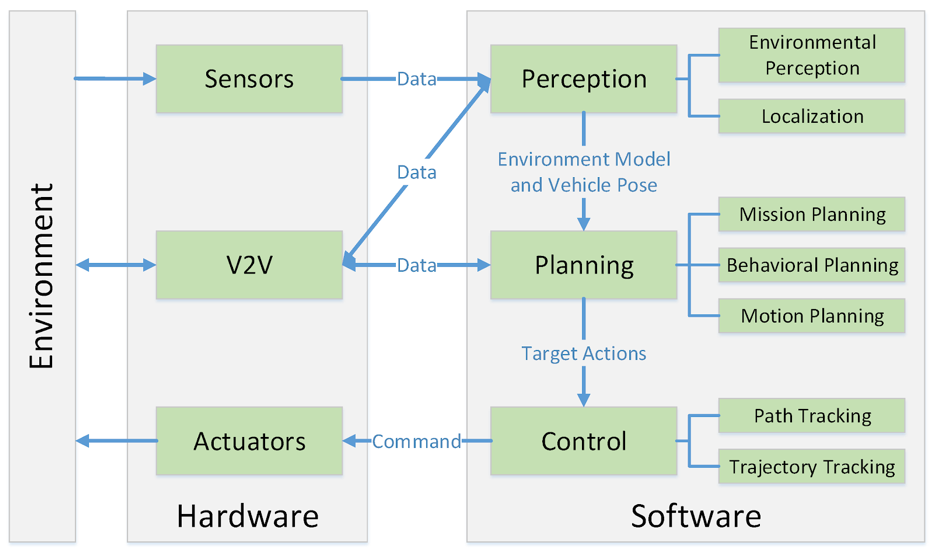 Environment
Sensors
V2V
Actuators
Hardware
Data
Data
Data
Command
Perception
Environment Model
and Vehicle Pose
Planning
Target Actions
Control
Environmental
Perception
Localization
Mission Planning
Behavioral Planning
Motion Planning
Path Tracking
Trajectory Tracking
Software